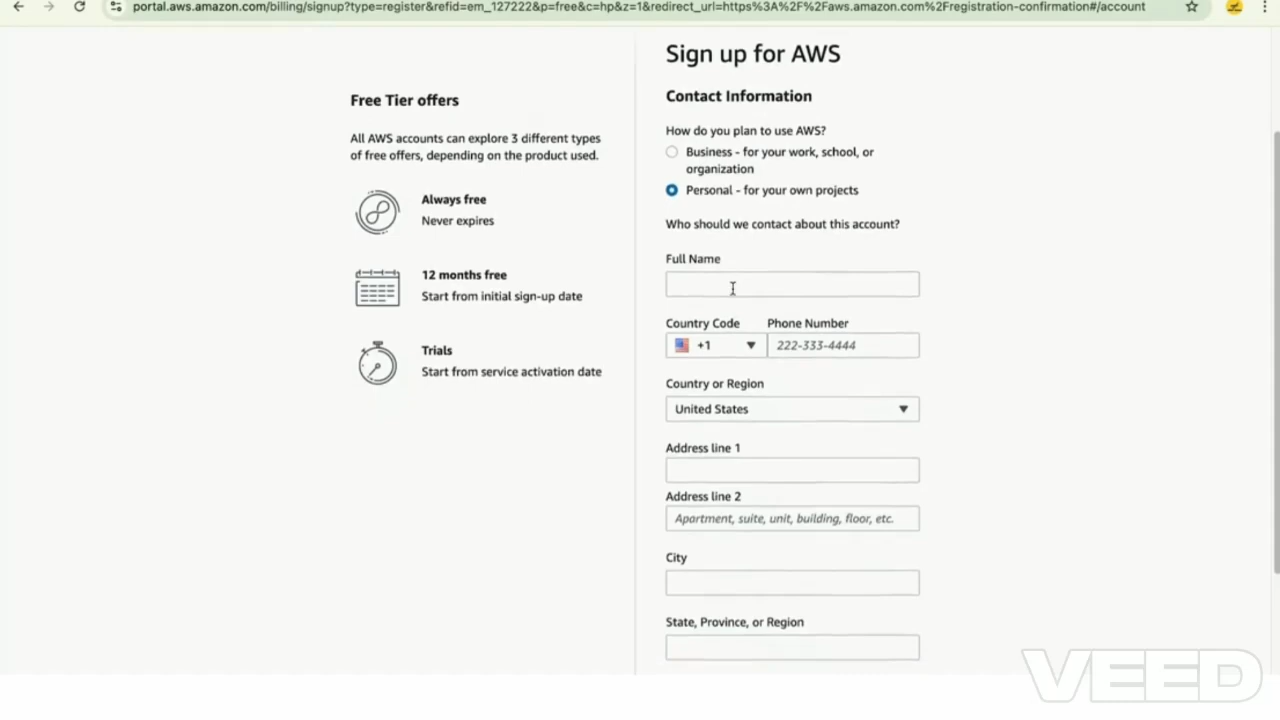 portal.aws.amazon.com/billing/signup?type=register&refid=em_127222&p=free&c=hp&z=1&redirect_url=https%3A%2F%2Faws.amazon.com%2Fregistration-confirmation#/account
Free Tier offers
All AWS accounts can explore 3 different types
of free offers, depending on the product used.
Always free
Never expires
12 months free
Start from initial sign-up date
Trials
Start from service activation date
Sign up for AWS
Contact Information
How do you plan to use AWS?
Business - for your work, school, or
organization
Personal - for your own projects
Who should we contact about this account?
Full Name
Country Code Phone Number
+1 222-333-4444
Country or Region
United States
Address line 1
Address line 2
Apartment, suite, unit, building, floor, etc.
City
State, Province, or Region
VEED